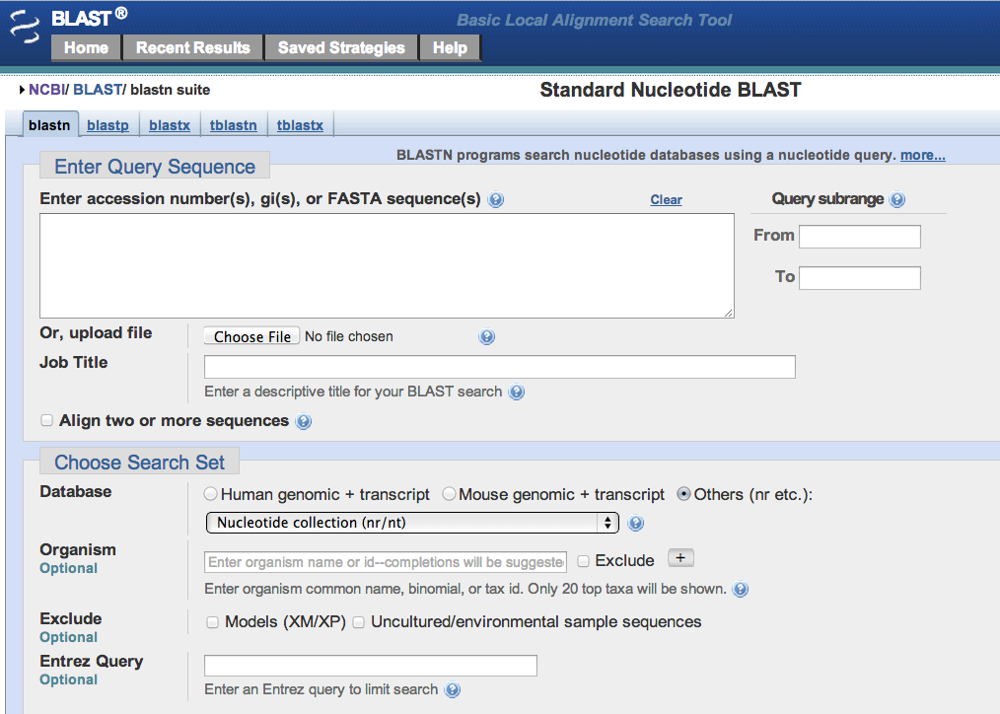 BLAST ®
Basic Local Alignment Search Tool
Home Recent Results Saved Strategies Help
NCBI/ BLAST/ blastn suite
Standard Nucleotide BLAST
blastn blastp blastx tblastn tblastx
BLASTN programs search nucleotide databases using a nucleotide query. more...
Enter Query Sequence
Enter accession number(s), gi(s), or FASTA sequence(s) ? Clear Query subrange ?
From
To
Or, upload file Choose File No file chosen ?
Job Title
Enter a descriptive title for your BLAST search ?
Align two or more sequences ?
Choose Search Set
Database Human genomic + transcript Mouse genomic + transcript Others (nr etc.):
Nucleotide collection (nr/nt) ?
Organism
Optional
Enter organism name or id--completions will be suggeste Exclude +
Enter organism common name, binomial, or tax id. Only 20 top taxa will be shown. ?
Exclude
Optional
Models (XM/XP) Uncultured/environmental sample sequences
Entrez Query
Optional
Enter an Entrez query to limit search ?